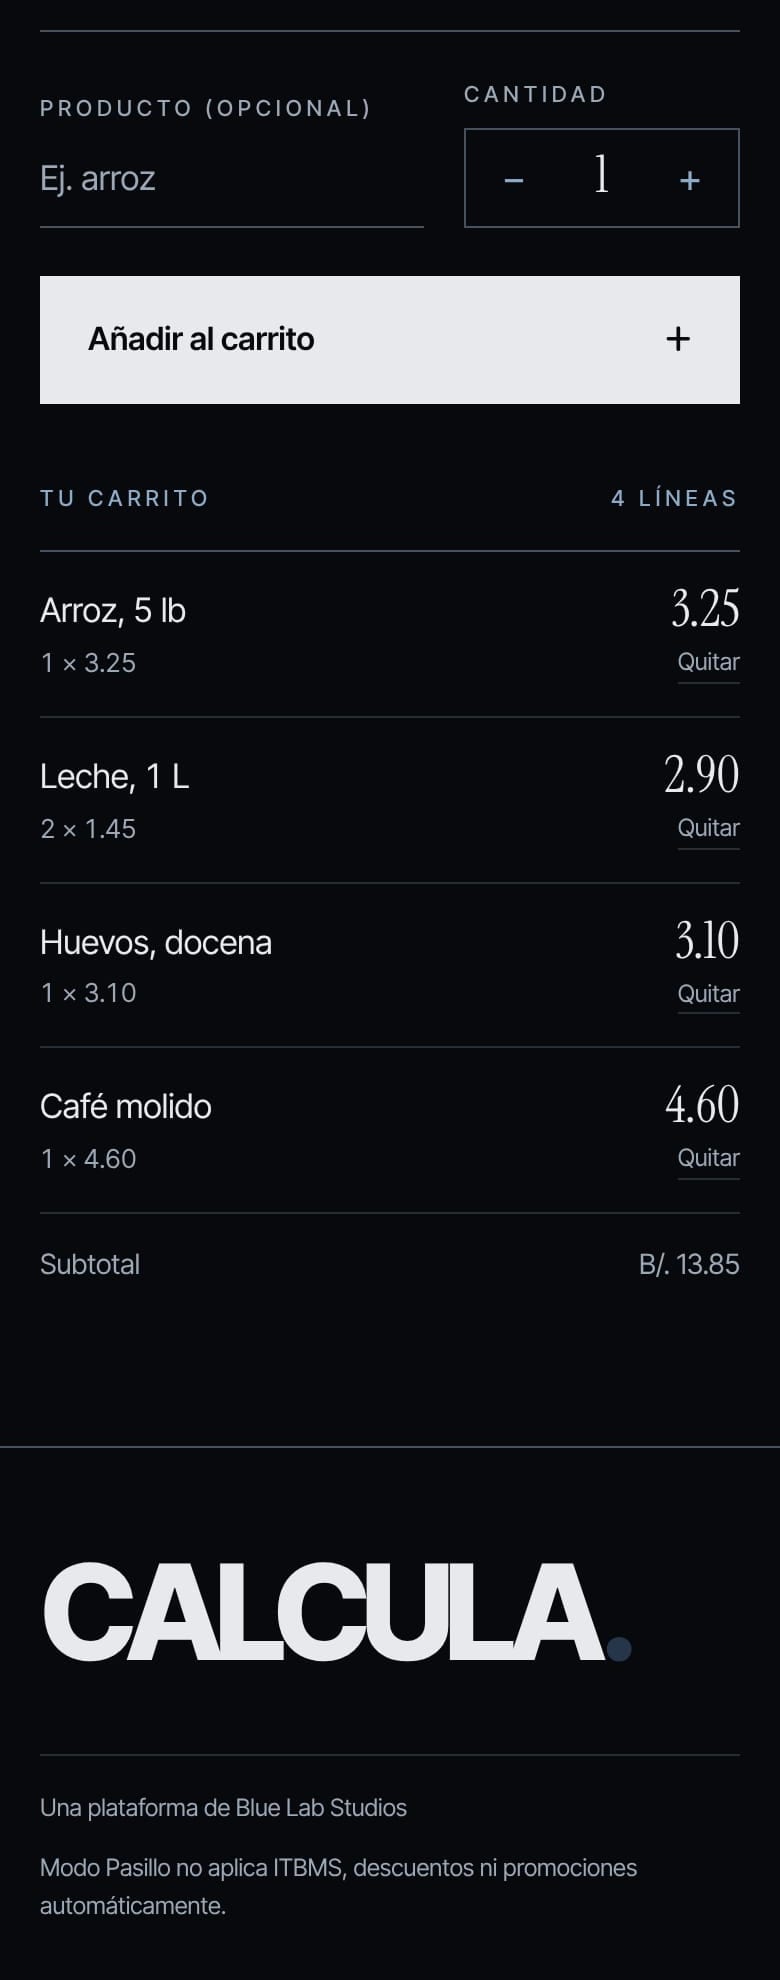 PRODUCTO (OPCIONAL)
CANTIDAD
Ej. arroz
− 1 +
Añadir al carrito +
TU CARRITO 4 LÍNEAS
Arroz, 5 lb 3.25
1 × 3.25 Quitar
Leche, 1 L 2.90
2 × 1.45 Quitar
Huevos, docena 3.10
1 × 3.10 Quitar
Café molido 4.60
1 × 4.60 Quitar
Subtotal B/. 13.85
CALCULA.
Una plataforma de Blue Lab Studios
Modo Pasillo no aplica ITBMS, descuentos ni promociones
automáticamente.